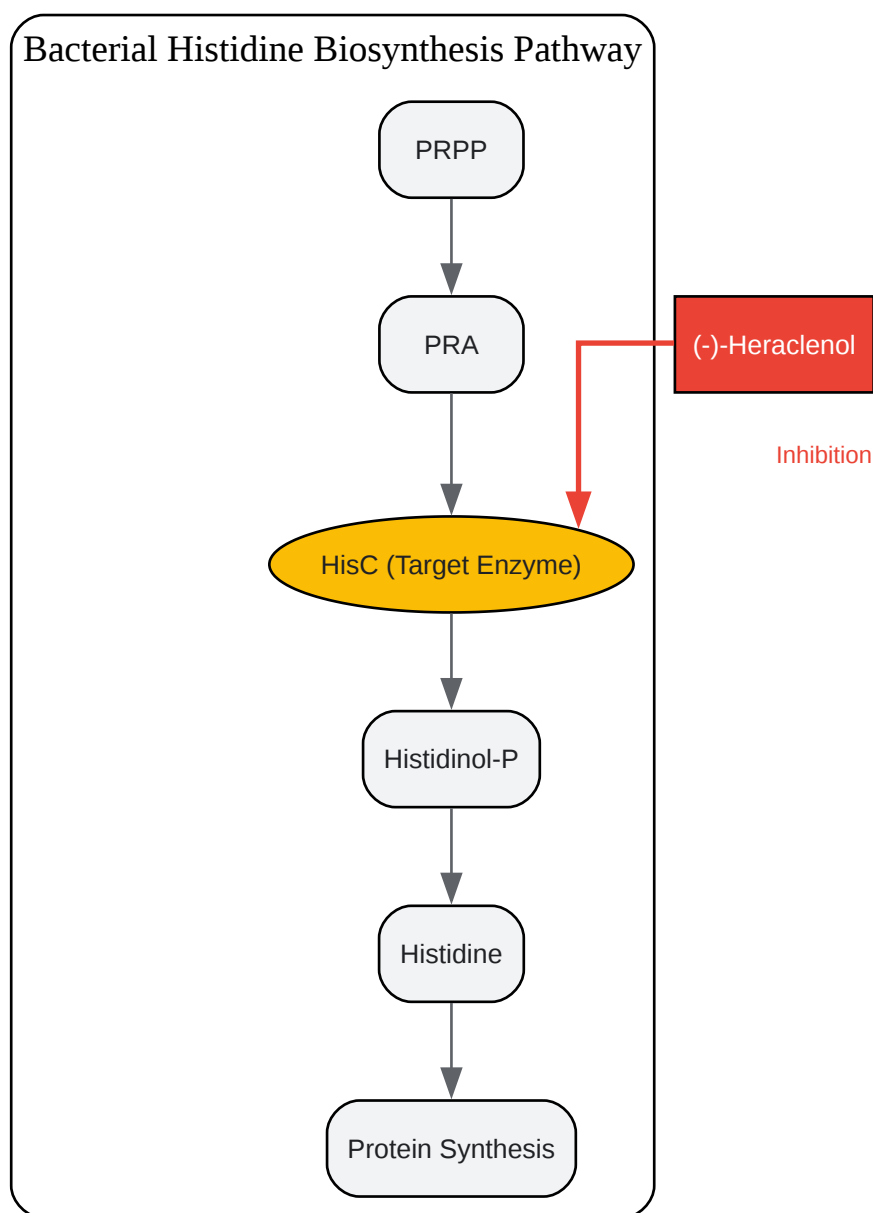 Bacterial Histidine Biosynthesis Pathway
PRPP
PRA
(-)-Heraclenol
Inhibition
HisC (Target Enzyme)
Histidinol-P
Histidine
Protein Synthesis